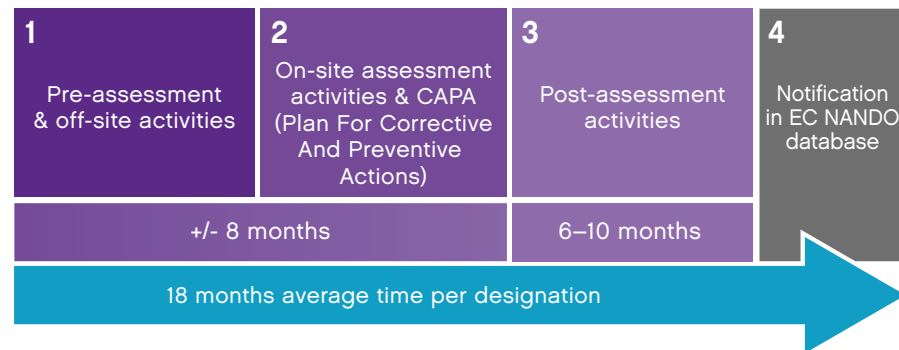 1
Pre-assessment
& off-site activities
2
On-site assessment
activities & CAPA
(Plan For Corrective
And Preventive
Actions)
3
Post-assessment
activities
4
Notification
in EC NANDO
database
+/- 8 months
6–10 months
18 months average time per designation